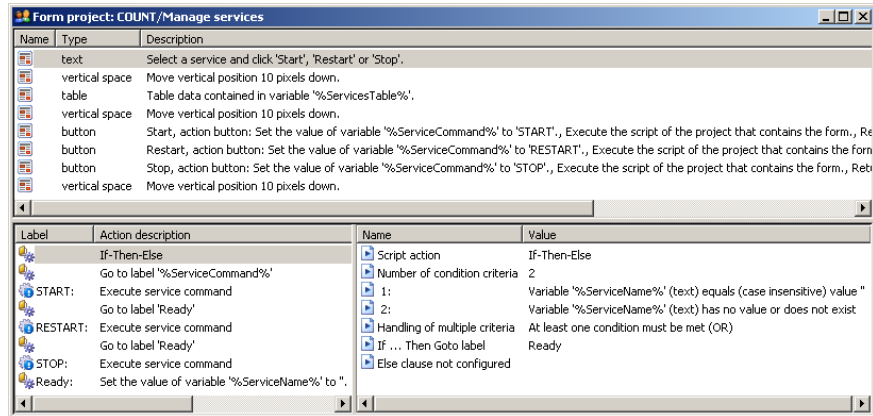 Form project: COUNT/Manage services
Name Type Description
text Select a service and click 'Start', 'Restart' or 'Stop'.
vertical space Move vertical position 10 pixels down.
table Table data contained in variable '%ServicesTable%'.
vertical space Move vertical position 10 pixels down.
button Start, action button: Set the value of variable '%ServiceCommand%' to 'START'., Execute the script of the project that contains the form., Re
button Restart, action button: Set the value of variable '%ServiceCommand%' to 'RESTART'., Execute the script of the project that contains the form
button Stop, action button: Set the value of variable '%ServiceCommand%' to 'STOP'., Execute the script of the project that contains the form., Retu
vertical space Move vertical position 10 pixels down.
Label Action description
If-Then-Else
Go to label '%ServiceCommand%'
START: Execute service command
Go to label 'Ready'
RESTART: Execute service command
Go to label 'Ready'
STOP: Execute service command
Ready: Set the value of variable '%ServiceName%' to ''.
Name Value
Script action If-Then-Else
Number of condition criteria 2
1: Variable '%ServiceName%' (text) equals (case insensitive) value ''
2: Variable '%ServiceName%' (text) has no value or does not exist
Handling of multiple criteria At least one condition must be met (OR)
If ... Then Goto label Ready
Else clause not configured